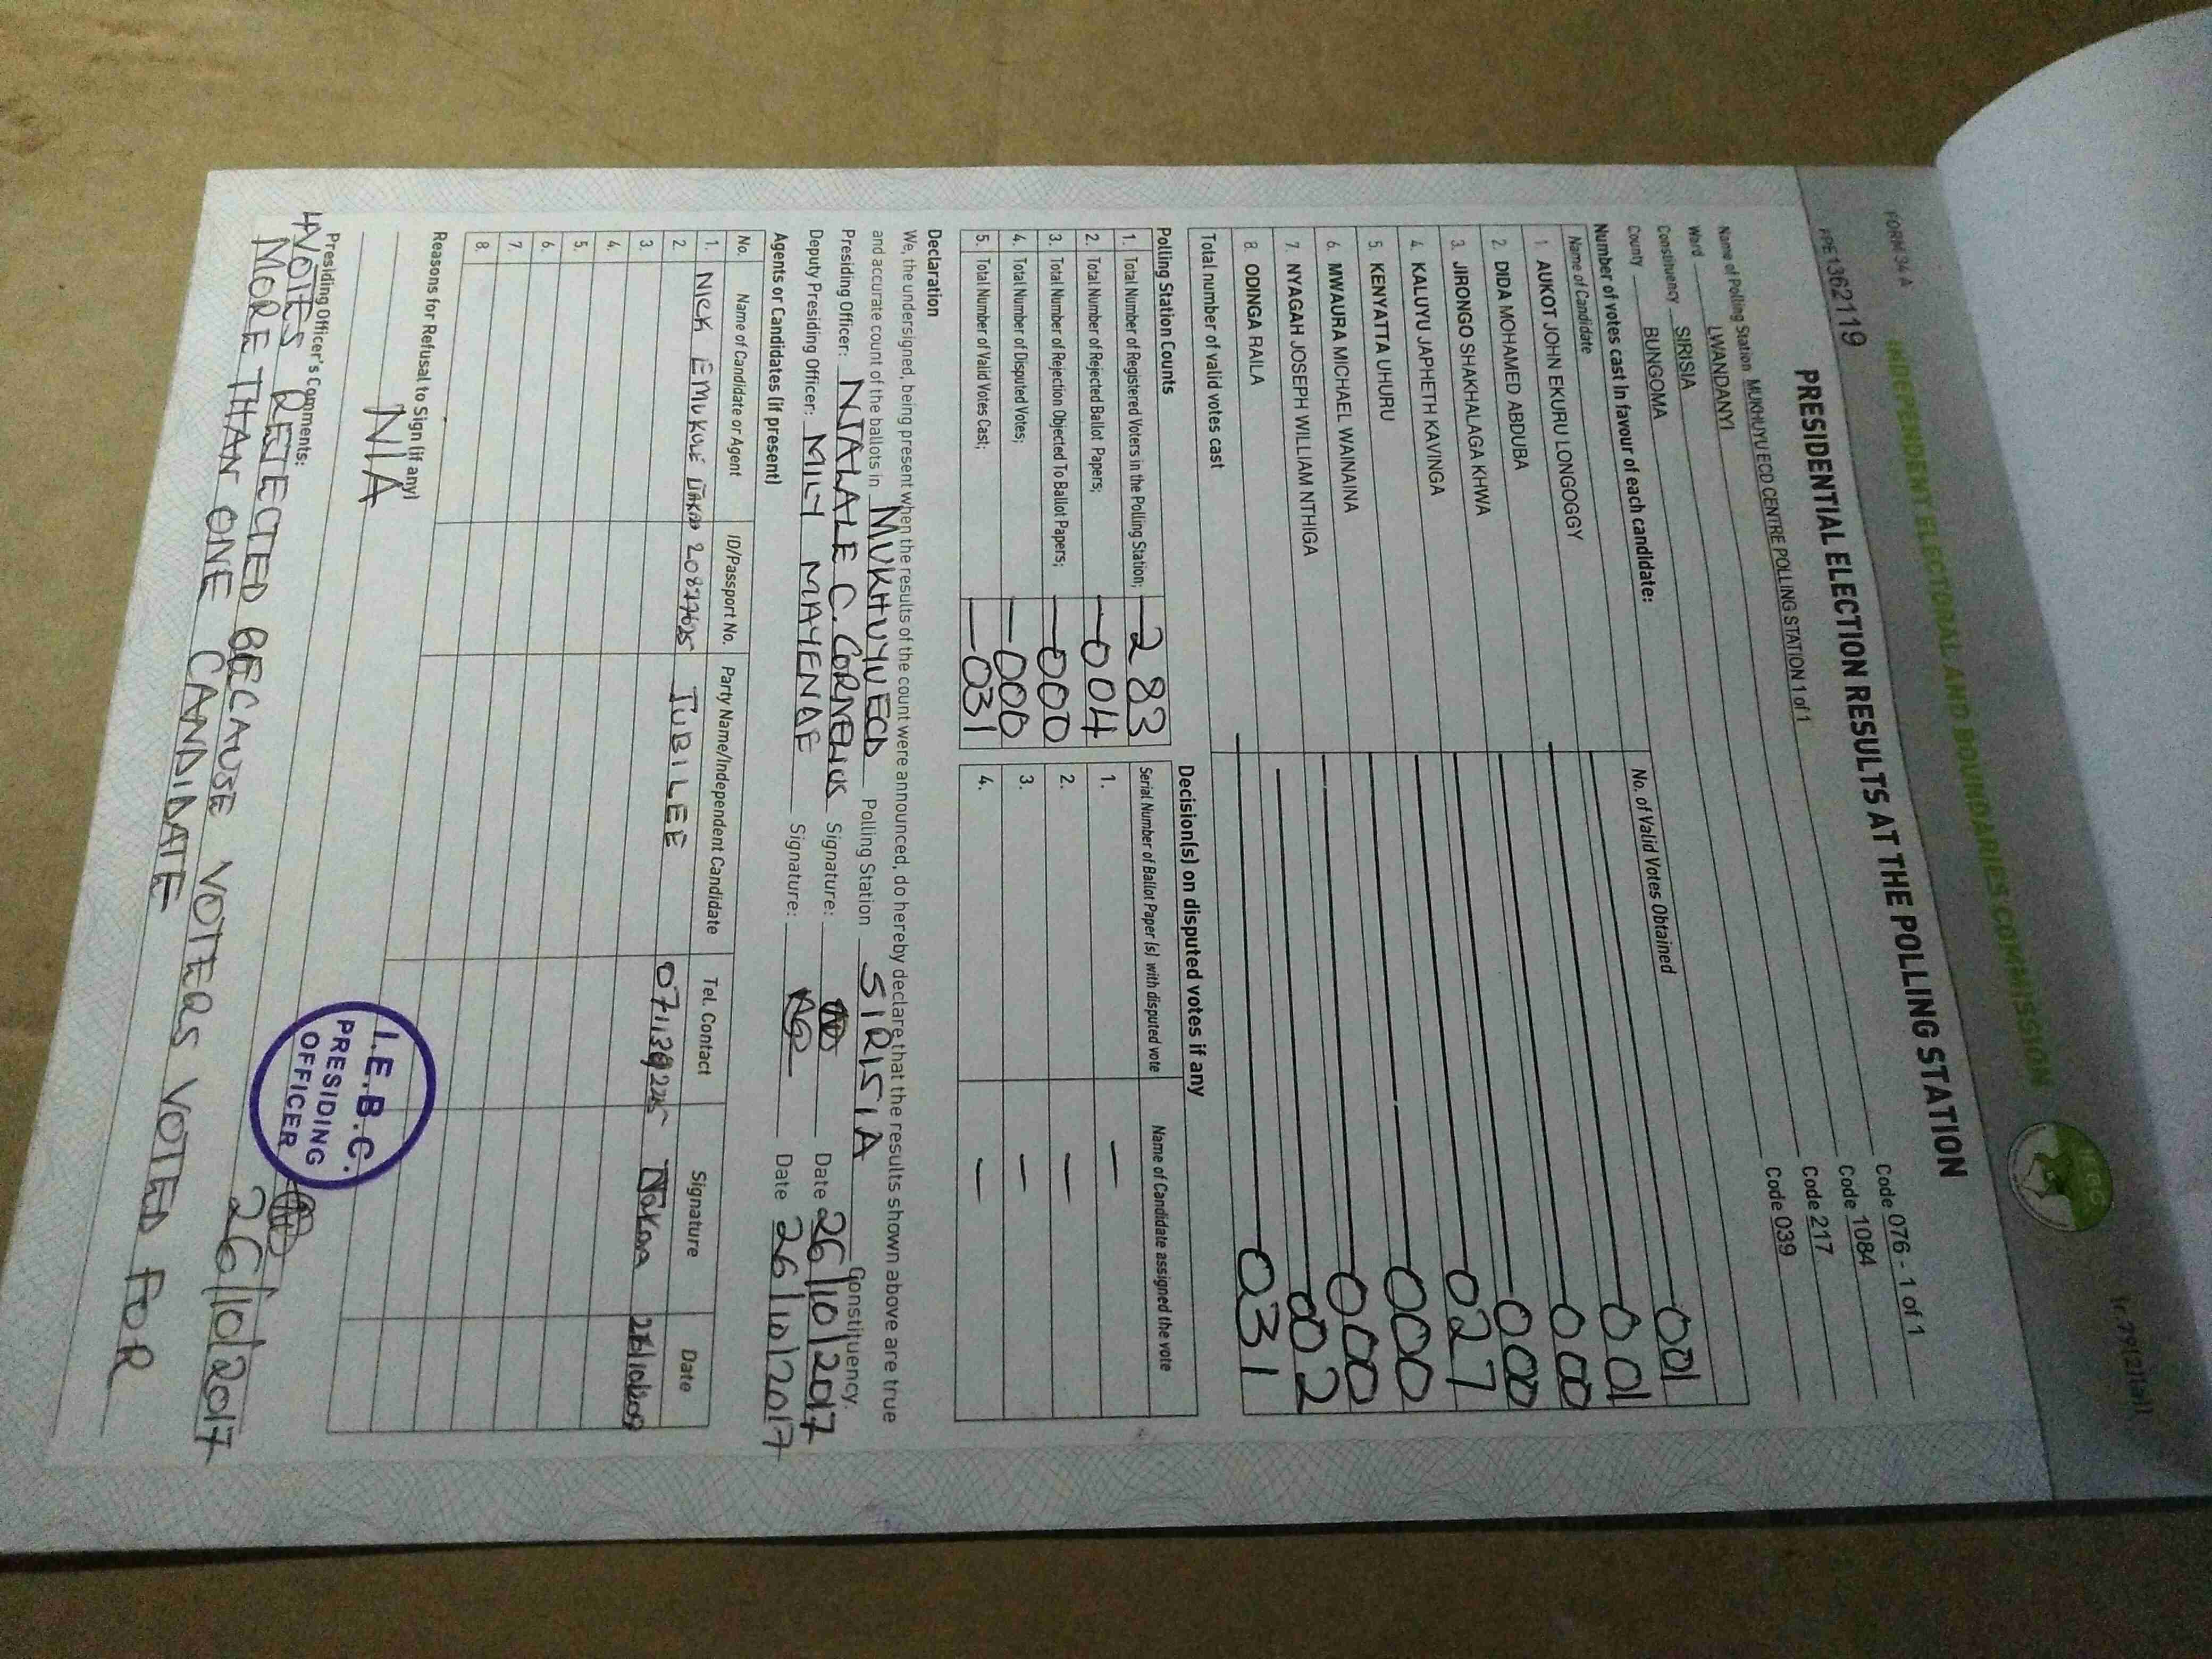 FORM 34 A
(r.79(2)(a))
INDEPENDENT ELECTORAL AND BOUNDARIES COMMISSION
IEBC
PRE1362119
PRESIDENTIAL ELECTION RESULTS AT THE POLLING STATION
Name of Polling Station MUKHUYU ECD CENTRE POLLING STATION 1 of 1 Code 076 - 1 of 1
Ward LWANDANYI Code 1084
Constituency SIRISIA Code 217
County BUNGOMA Code 039
Number of votes cast in favour of each candidate:
Name of Candidate No. of Valid Votes Obtained
1. AUKOT JOHN EKURU LONGOGGY 001
2. DIDA MOHAMED ABDUBA 001
3. JIRONGO SHAKHALAGA KHWA 000
4. KALUYU JAPHETH KAVINGA 000
5. KENYATTA UHURU 027
6. MWAURA MICHAEL WAINAINA 000
7. NYAGAH JOSEPH WILLIAM NTHIGA 000
8. ODINGA RAILA 002
Total number of valid votes cast 031
Polling Station Counts
1. Total Number of Registered Voters in the Polling Station; 283
2. Total Number of Rejected Ballot Papers; 004
3. Total Number of Rejection Objected To Ballot Papers; 000
4. Total Number of Disputed Votes; 000
5. Total Number of Valid Votes Cast; 031
Decision(s) on disputed votes if any
Serial Number of Ballot Paper (s) with disputed vote Name of Candidate assigned the vote
1. —
2. —
3. —
4. —
Declaration
We, the undersigned, being present when the results of the count were announced, do hereby declare that the results shown above are true
and accurate count of the ballots in MUKHUYU ECD Polling Station SIRISIA Constituency.
Presiding Officer: NJALALE C. CORNELIUS Signature: Date 26/10/2017
Deputy Presiding Officer: MILY MAYENDE Signature: Date 26/10/2017
Agents or Candidates (if present)
No. Name of Candidate or Agent ID/Passport No. Party Name/Independent Candidate Tel. Contact Signature Date
1. NICK JUBILEE
2.
3.
4.
5.
6.
7.
8.
Reasons for Refusal to Sign (if any)
N/A
Presiding Officer's Comments:
4 VOTES REJECTED BECAUSE VOTERS VOTED FOR
MORE THAN ONE CANDIDATE
26/10/2017
I.E.B.C.
PRESIDING
OFFICER